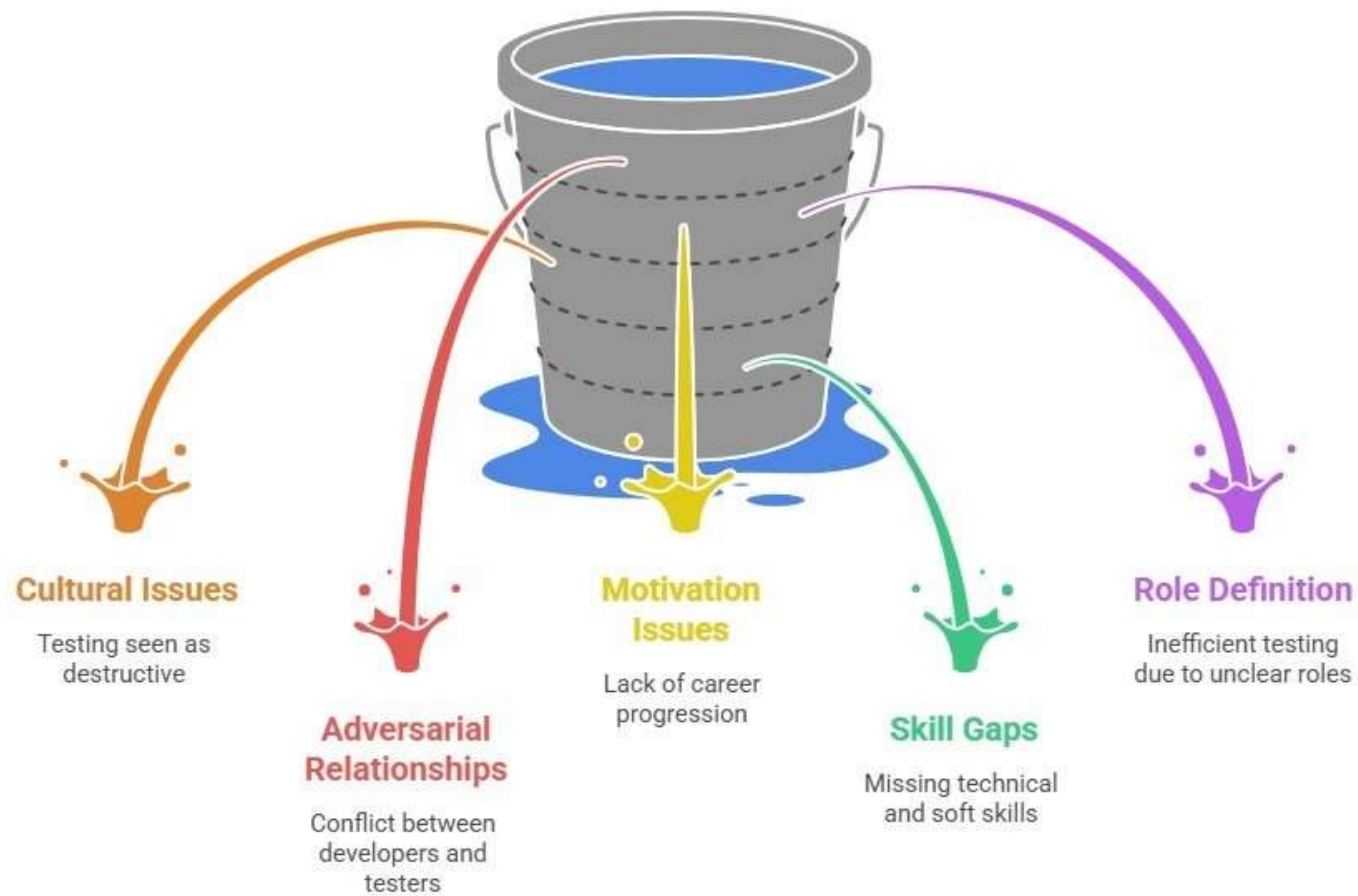 Cultural Issues
Testing seen as
destructive
Adversarial
Relationships
Conflict between
developers and
testers
Motivation
Issues
Lack of career
progression
Skill Gaps
Missing technical
and soft skills
Role Definition
Inefficient testing
due to unclear roles